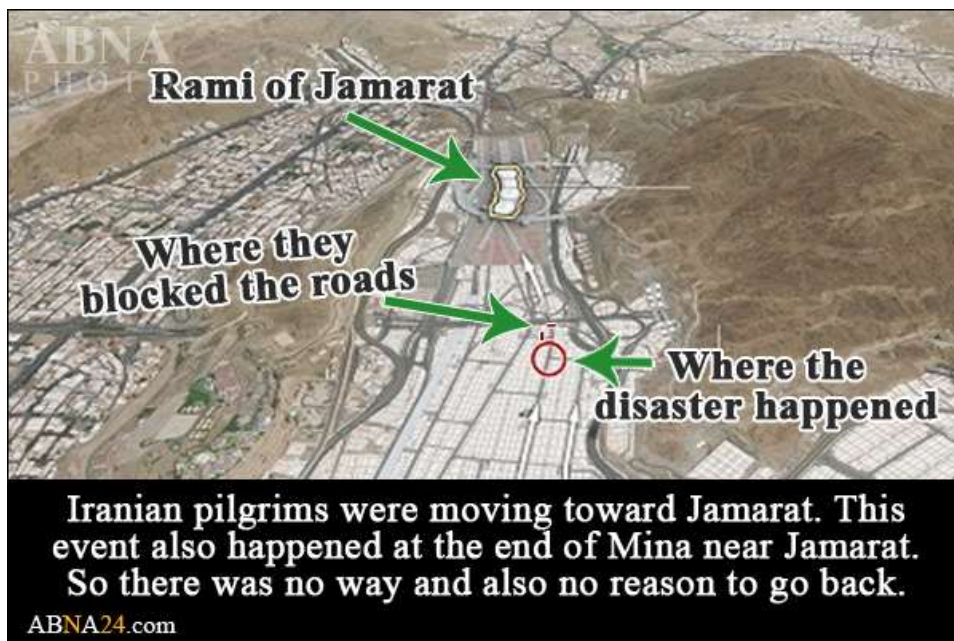 ABNA
PHOTO
Rami of Jamarat
Where they
blocked the roads
Where the
disaster happened
Iranian pilgrims were moving toward Jamarat. This
event also happened at the end of Mina near Jamarat.
So there was no way and also no reason to go back.
ABNA24.com